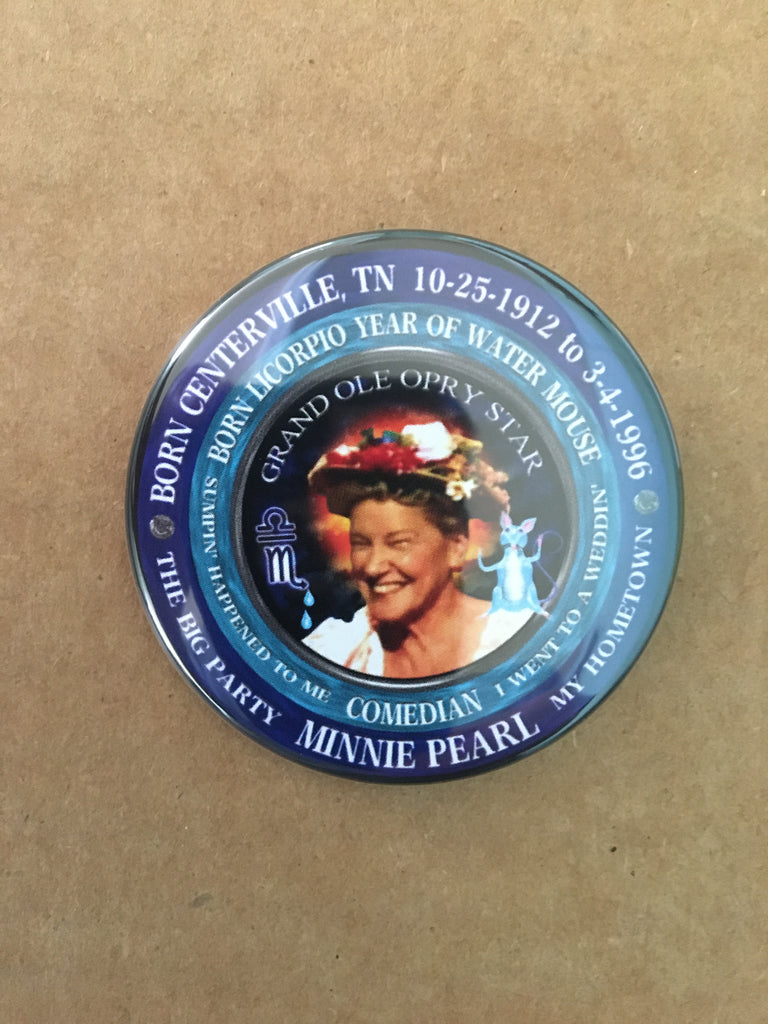 BORN CENTERVILLE, TN 10-25-1912 to 3-4-1996
BORN LICORPIO YEAR OF WATER MOUSE
GRAND OLE OPRY STAR
SUMPIN' HAPPENED TO ME
COMEDIAN
I WENT TO A WEDDIN'
THE BIG PARTY
MINNIE PEARL
MY HOMETOWN